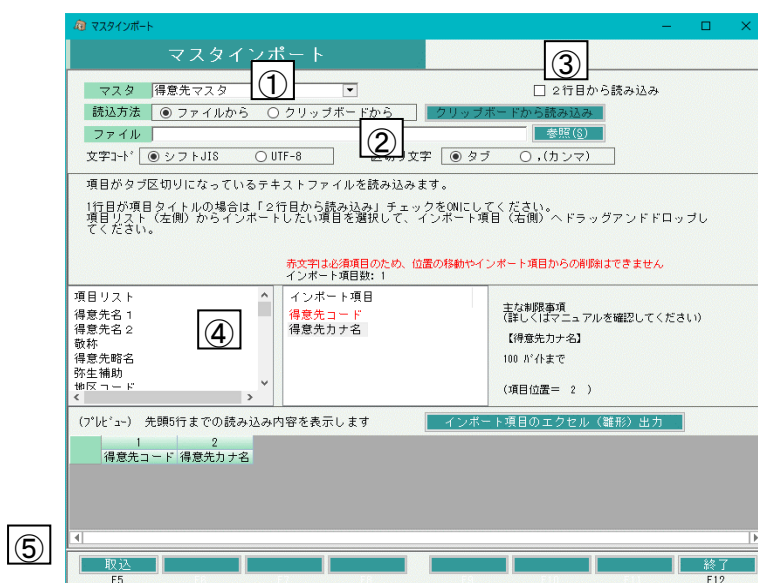 マスタインポート
マスタインポート
③
マスタ 得意先マスタ ① □ 2行目から読み込み
読込方法 ファイルから クリップボードから クリップボードから読み込み
ファイル ② 参照(S)
文字ｺｰﾄﾞ シフトJIS UTF-8 区切り文字 タブ ,(カンマ)
項目がタブ区切りになっているテキストファイルを読み込みます。
1行目が項目タイトルの場合は「2行目から読み込み」チェックをONにしてください。
項目リスト（左側）からインポートしたい項目を選択して、インポート項目（右側）へドラッグアンドドロップし
てください。
赤文字は必須項目のため、位置の移動やインポート項目からの削除はできません
インポート項目数: 1
項目リスト
得意先名1
得意先名2
敬称
得意先略名
弥生補助
地区コード
④
インポート項目
得意先コード
得意先カナ名
主な制限事項
(詳しくはマニュアルを確認してください)
【得意先カナ名】
100 ﾊﾞｲﾄまで
(項目位置＝ 2 )
(ﾌﾟﾚﾋﾞｭｰ) 先頭5行までの読み込み内容を表示します インポート項目のエクセル（雛形）出力
1 2
得意先コード 得意先カナ名
⑤
取込 終了
F5 F6 F7 F8 F9 F10 F11 F12